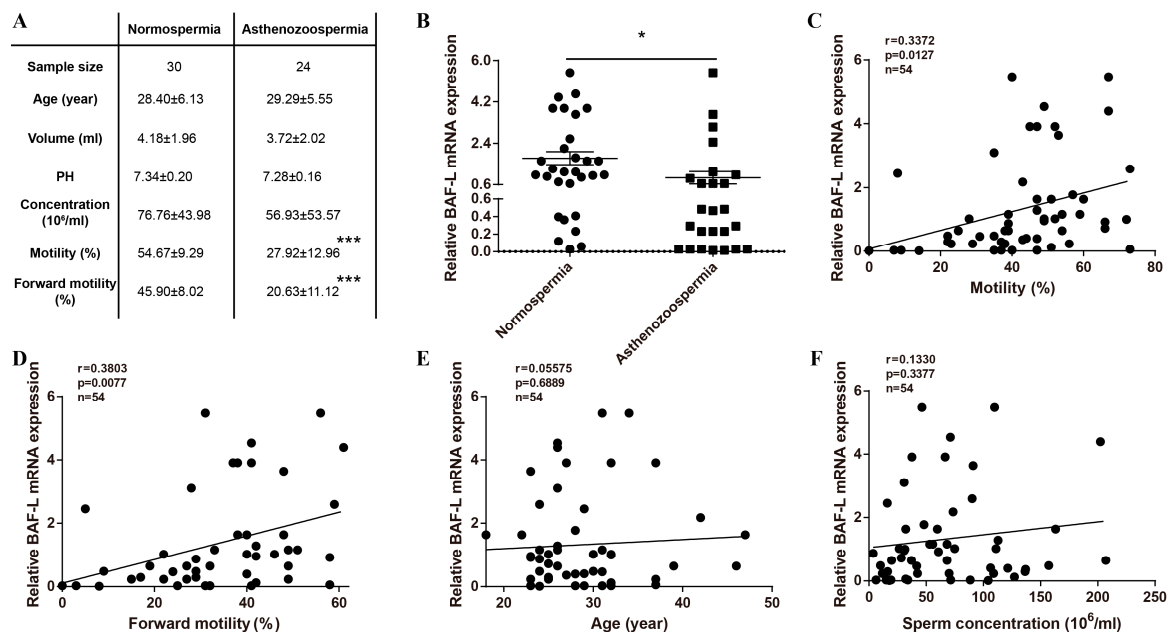 A
Normospermia Asthenozoospermia
Sample size 30 24
Age (year) 28.40±6.13 29.29±5.55
Volume (ml) 4.18±1.96 3.72±2.02
PH 7.34±0.20 7.28±0.16
Concentration
(10⁶/ml) 76.76±43.98 56.93±53.57
Motility (%) 54.67±9.29 27.92±12.96 ***
Forward motility
(%) 45.90±8.02 20.63±11.12 ***
B
*
Relative BAF-L mRNA expression
6.0
4.2
2.4
0.6
0.6
0.4
0.2
0.0
Normospermia
Asthenozoospermia
C
r=0.3372
p=0.0127
n=54
Relative BAF-L mRNA expression
6
4
2
0
0 20 40 60 80
Motility (%)
D
r=0.3803
p=0.0077
n=54
Relative BAF-L mRNA expression
6
4
2
0
0 20 40 60
Forward motility (%)
E
r=0.05575
p=0.6889
n=54
Relative BAF-L mRNA expression
6
4
2
0
20 30 40 50
Age (year)
F
r=0.1330
p=0.3377
n=54
Relative BAF-L mRNA expression
6
4
2
0
0 50 100 150 200 250
Sperm concentration (10⁶/ml)